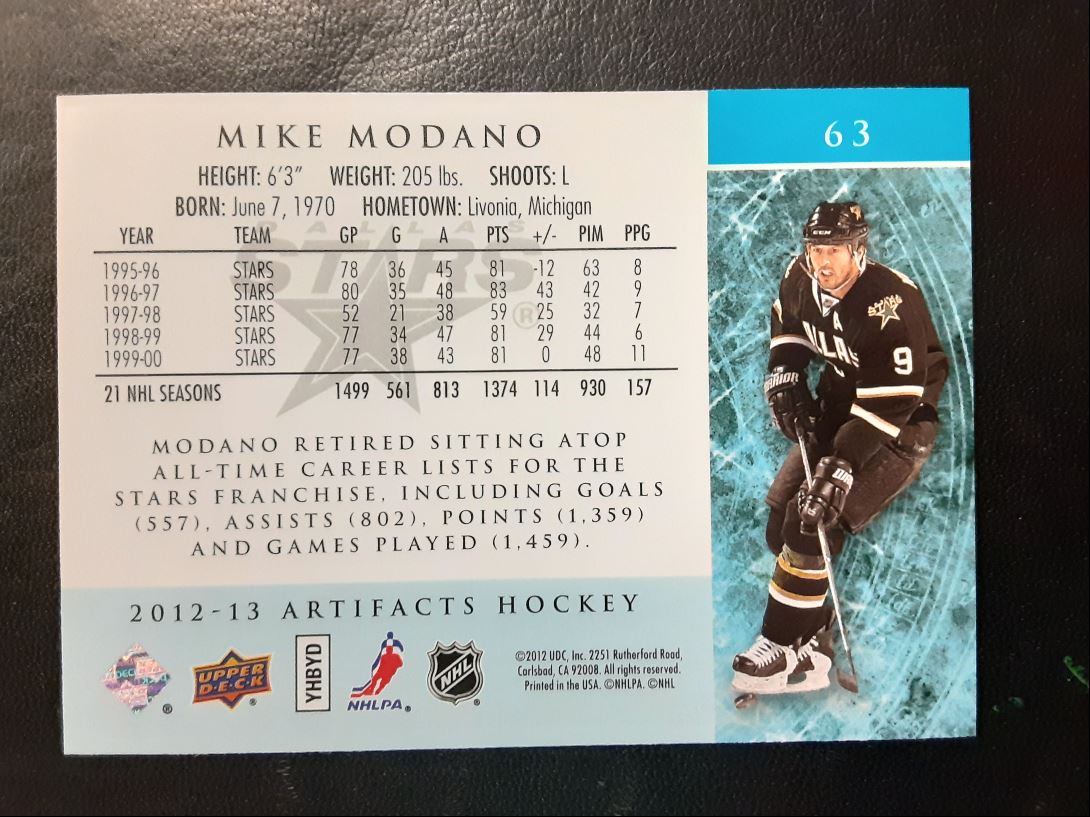 MIKE MODANO
63
HEIGHT: 6'3" WEIGHT: 205 lbs. SHOOTS: L
BORN: June 7, 1970 HOMETOWN: Livonia, Michigan
DALLAS
STARS®
YEAR TEAM GP G A PTS +/- PIM PPG
1995-96 STARS 78 36 45 81 -12 63 8
1996-97 STARS 80 35 48 83 43 42 9
1997-98 STARS 52 21 38 59 25 32 7
1998-99 STARS 77 34 47 81 29 44 6
1999-00 STARS 77 38 43 81 0 48 11
21 NHL SEASONS 1499 561 813 1374 114 930 157
MODANO RETIRED SITTING ATOP
ALL-TIME CAREER LISTS FOR THE
STARS FRANCHISE, INCLUDING GOALS
(557), ASSISTS (802), POINTS (1,359)
AND GAMES PLAYED (1,459).
2012-13 ARTIFACTS HOCKEY
®
UPPER
D·E·C·K®
YHBYD
NHLPA®
NHL®
©2012 UDC, Inc. 2251 Rutherford Road,
Carlsbad, CA 92008. All rights reserved.
Printed in the USA. ©NHLPA. ©NHL
CCM
STARS
A
9